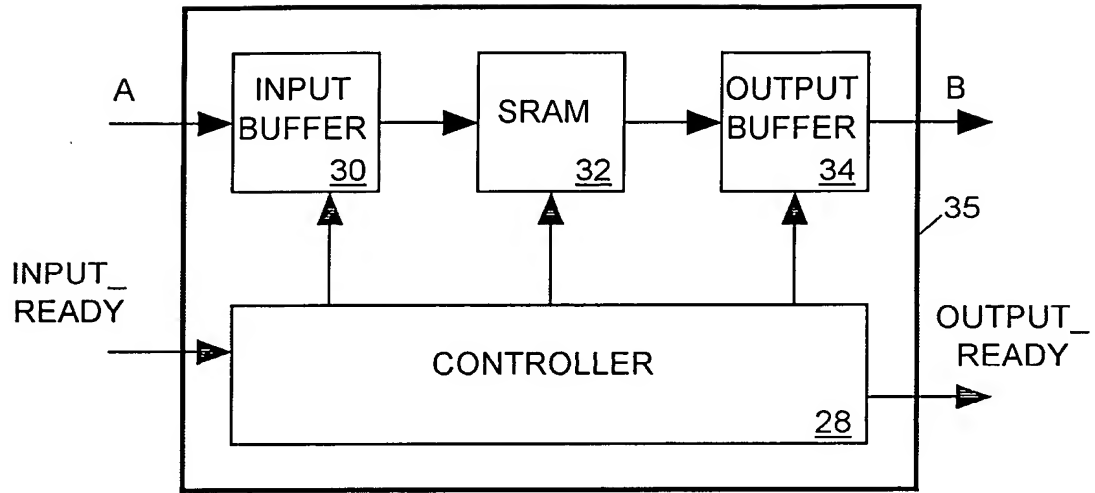 A
INPUT
BUFFER
30
SRAM
32
OUTPUT
BUFFER
34
B
35
INPUT_
READY
CONTROLLER
28
OUTPUT_
READY